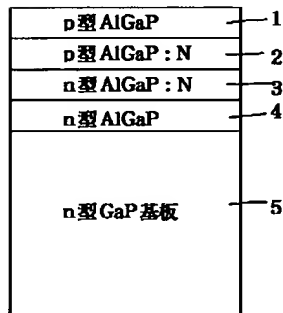 p型AlGaP 1
p型AlGaP：N 2
n型AlGaP：N 3
n型AlGaP 4
n型GaP基板 5